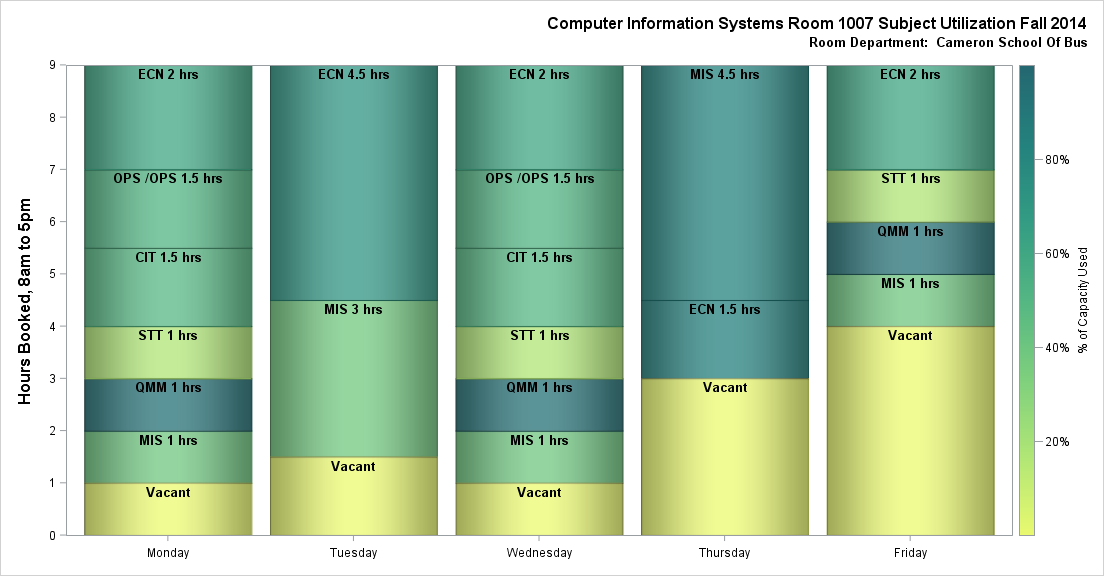 Computer Information Systems Room 1007 Subject Utilization Fall 2014
Room Department:  Cameron School Of Bus
Hours Booked, 8am to 5pm
9
8
7
6
5
4
3
2
1
0
ECN 2 hrs
OPS /OPS 1.5 hrs
CIT 1.5 hrs
STT 1 hrs
QMM 1 hrs
MIS 1 hrs
Vacant
ECN 4.5 hrs
MIS 3 hrs
Vacant
ECN 2 hrs
OPS /OPS 1.5 hrs
CIT 1.5 hrs
STT 1 hrs
QMM 1 hrs
MIS 1 hrs
Vacant
MIS 4.5 hrs
ECN 1.5 hrs
Vacant
ECN 2 hrs
STT 1 hrs
QMM 1 hrs
MIS 1 hrs
Vacant
Monday
Tuesday
Wednesday
Thursday
Friday
80%
60%
40%
20%
% of Capacity Used